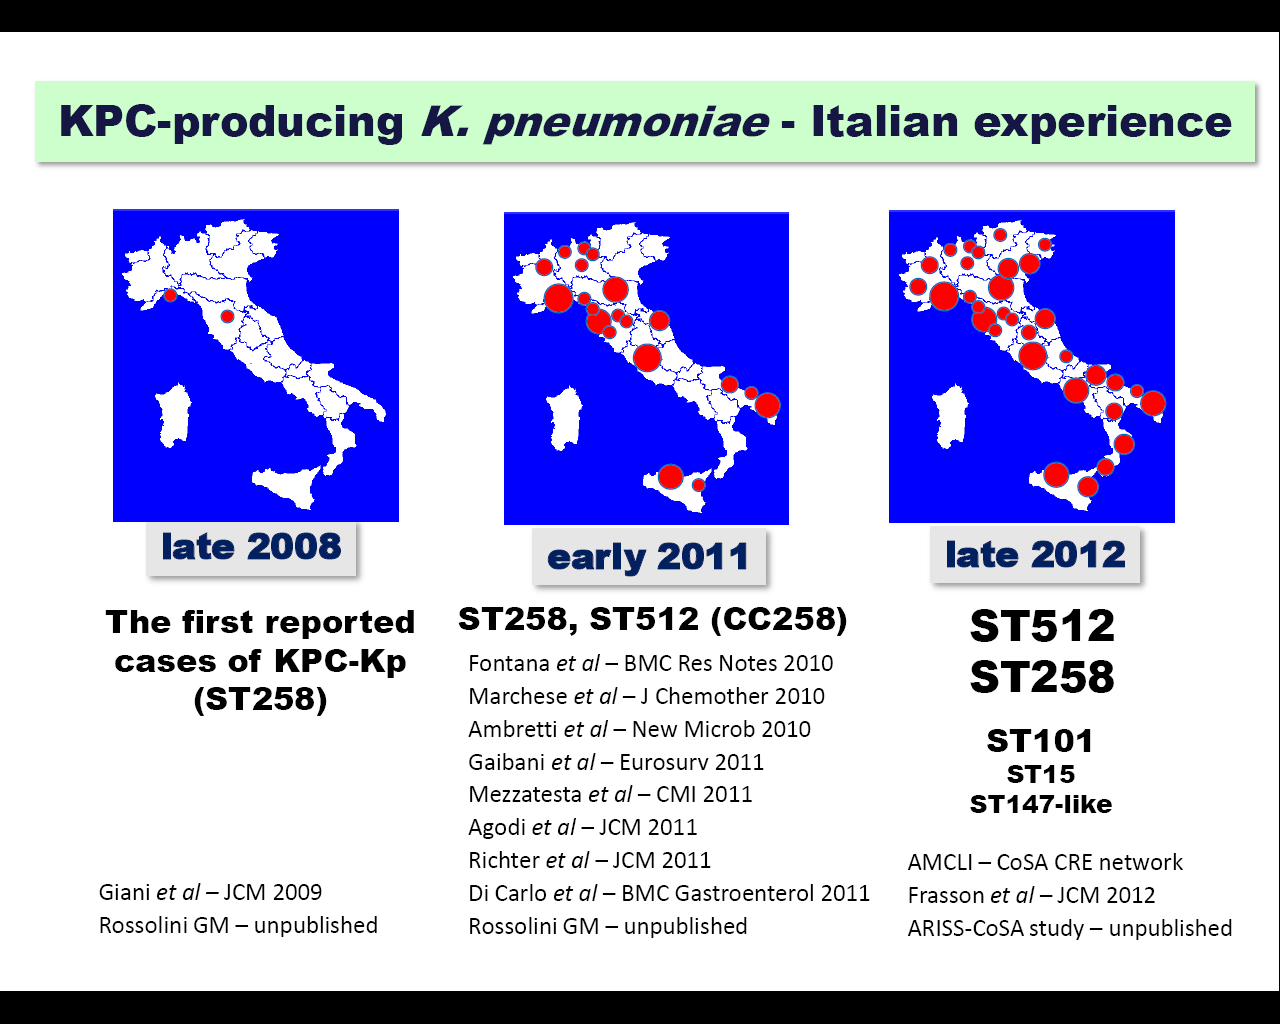 KPC-producing K. pneumoniae - Italian experience
late 2008
The first reported
cases of KPC-Kp
(ST258)
Giani et al – JCM 2009
Rossolini GM – unpublished
early 2011
ST258, ST512 (CC258)
Fontana et al – BMC Res Notes 2010
Marchese et al – J Chemother 2010
Ambretti et al – New Microb 2010
Gaibani et al – Eurosurv 2011
Mezzatesta et al – CMI 2011
Agodi et al – JCM 2011
Richter et al – JCM 2011
Di Carlo et al – BMC Gastroenterol 2011
Rossolini GM – unpublished
late 2012
ST512
ST258
ST101
ST15
ST147-like
AMCLI – CoSA CRE network
Frasson et al – JCM 2012
ARISS-CoSA study – unpublished